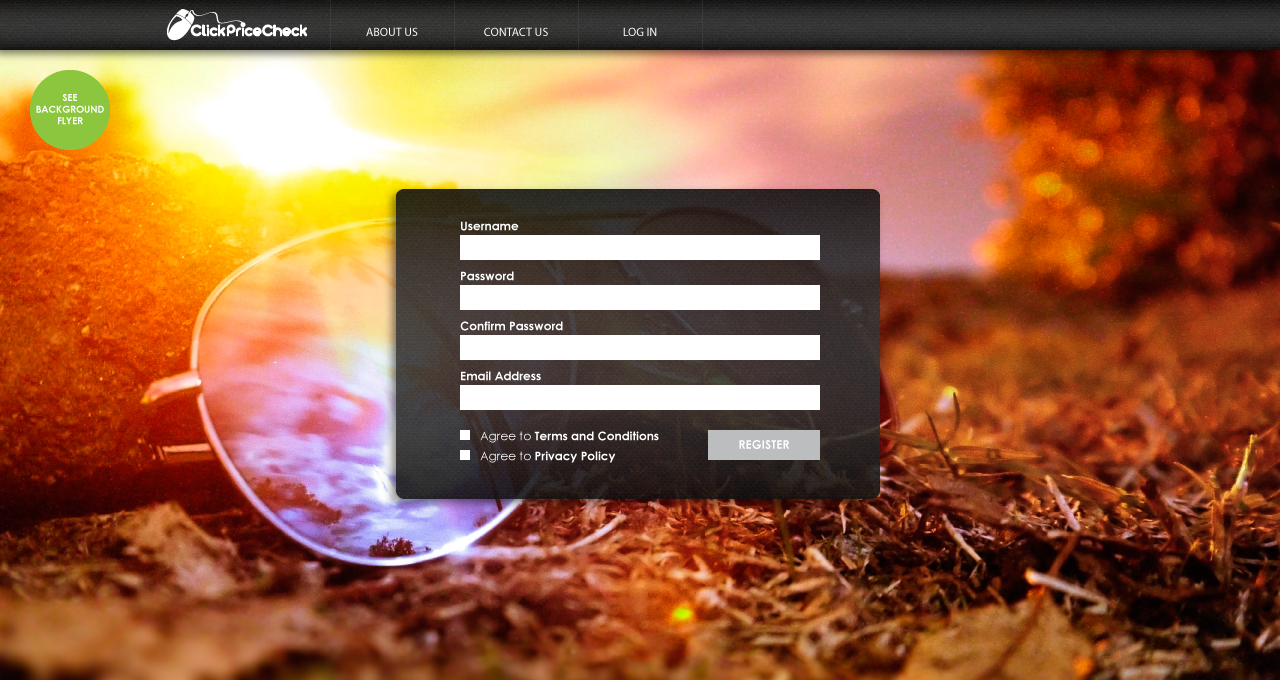 ClickPriceCheck
ABOUT US
CONTACT US
LOG IN
SEE
BACKGROUND
FLYER
Username
Password
Confirm Password
Email Address
Agree to Terms and Conditions
Agree to Privacy Policy
REGISTER